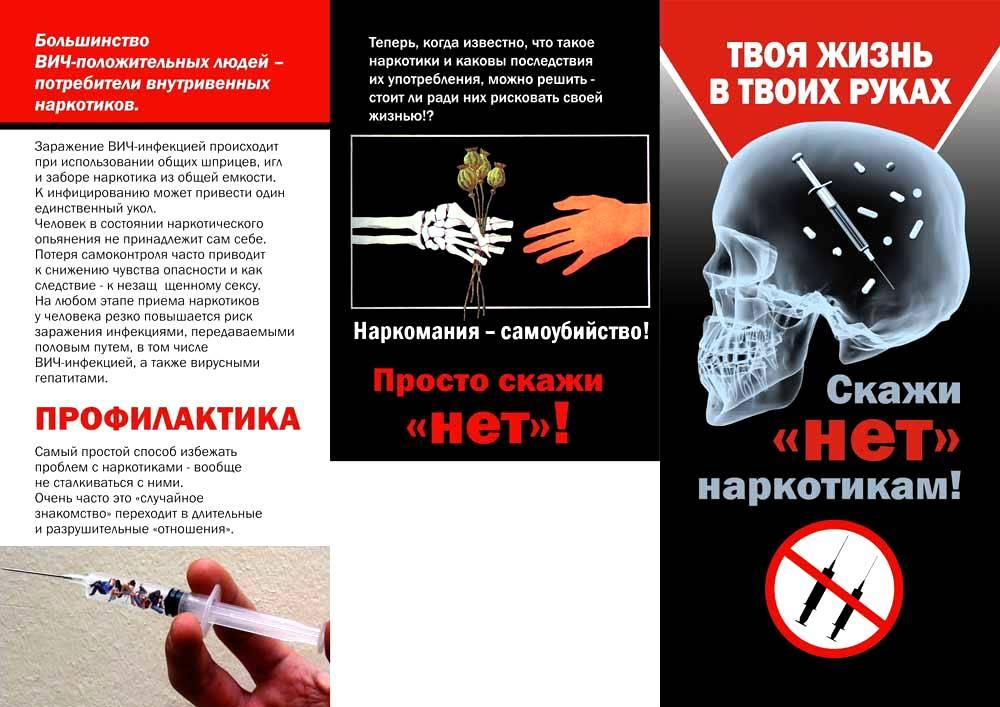 Большинство
ВИЧ-положительных людей –
потребители внутривенных
наркотиков.
Заражение ВИЧ-инфекцией происходит
при использовании общих шприцев, игл
и заборе наркотика из общей емкости.
К инфицированию может привести один
единственный укол.
Человек в состоянии наркотического
опьянения не принадлежит сам себе.
Потеря самоконтроля часто приводит
к снижению чувства опасности и как
следствие - к незащ щенному сексу.
На любом этапе приема наркотиков
у человека резко повышается риск
заражения инфекциями, передаваемыми
половым путем, в том числе
ВИЧ-инфекцией, а также вирусными
гепатитами.
ПРОФИЛАКТИКА
Самый простой способ избежать
проблем с наркотиками - вообще
не сталкиваться с ними.
Очень часто это «случайное
знакомство» переходит в длительные
и разрушительные «отношения».
Теперь, когда известно, что такое
наркотики и каковы последствия
их употребления, можно решить -
стоит ли ради них рисковать своей
жизнью!?
Наркомания – самоубийство!
Просто скажи
«нет»!
ТВОЯ ЖИЗНЬ
В ТВОИХ РУКАХ
Скажи
«нет»
наркотикам!